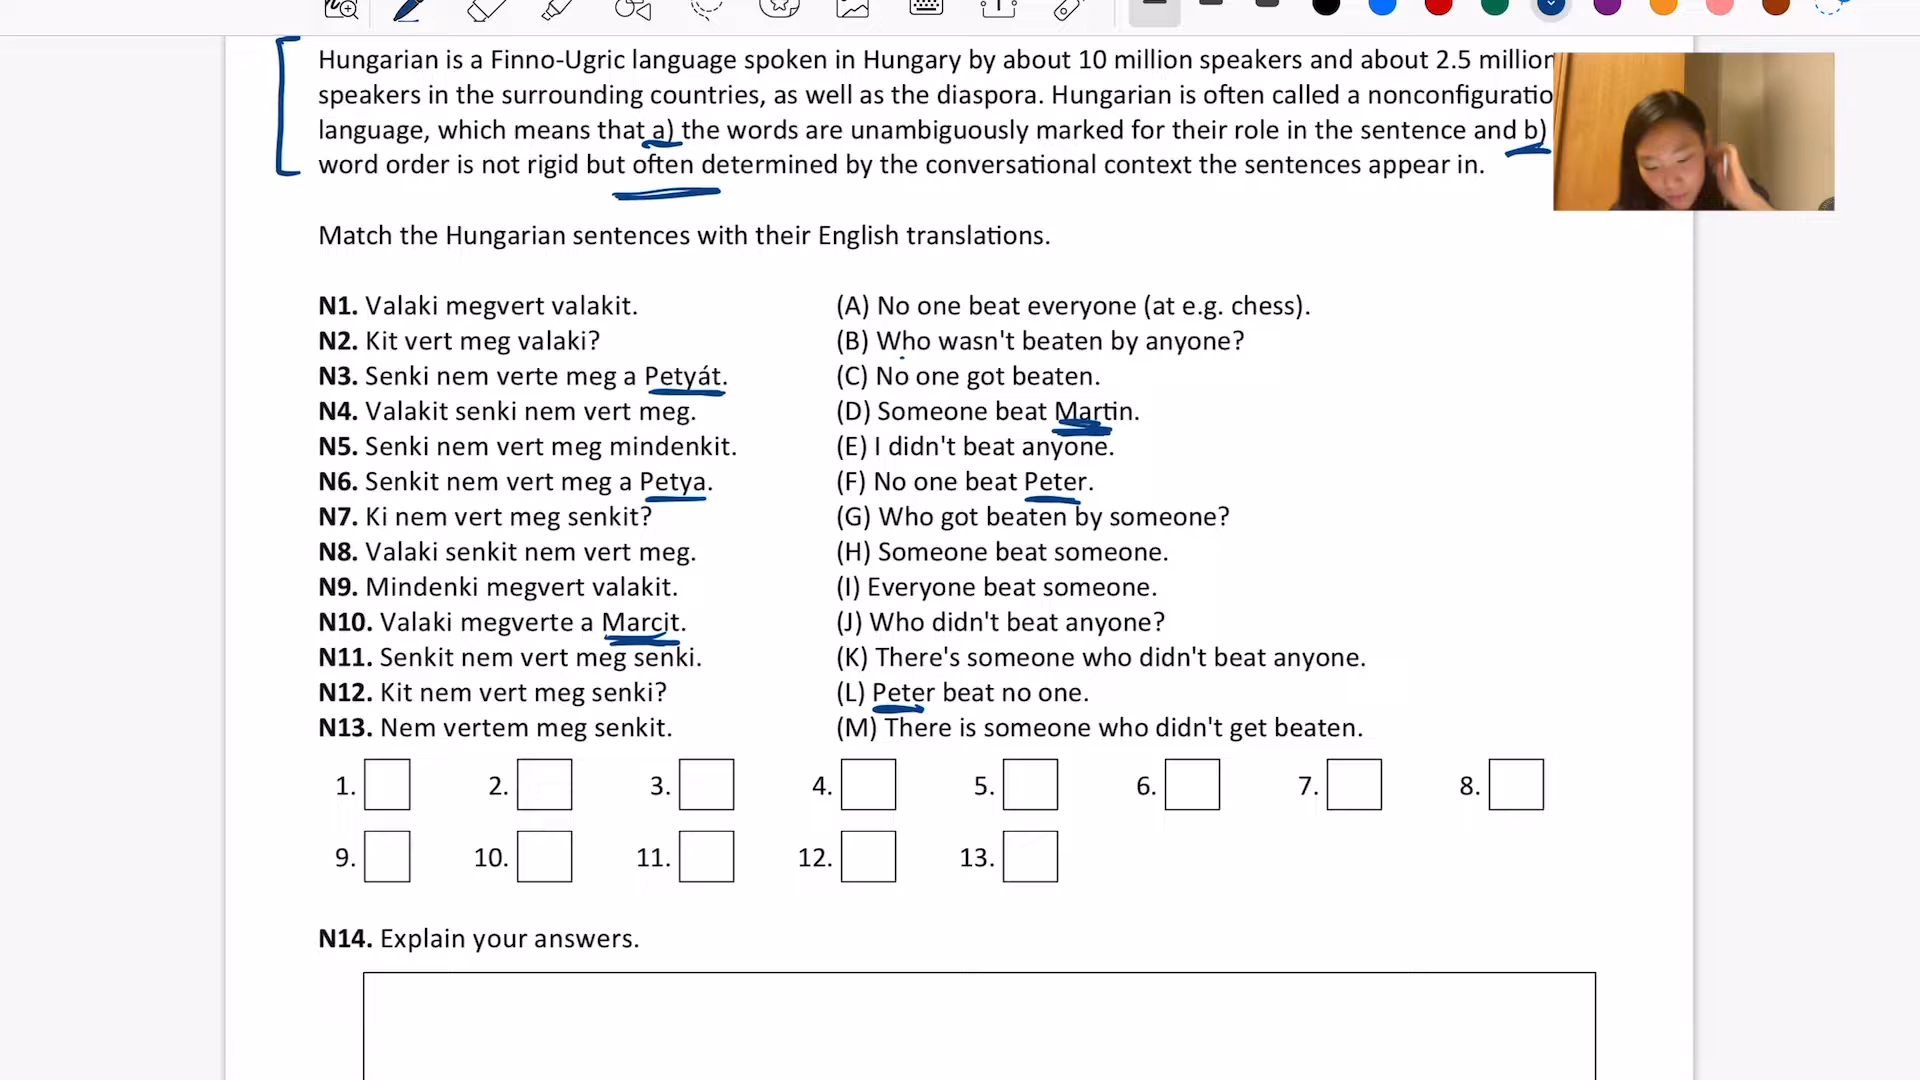 Hungarian is a Finno-Ugric language spoken in Hungary by about 10 million speakers and about 2.5 million
speakers in the surrounding countries, as well as the diaspora. Hungarian is often called a nonconfiguratio
language, which means that a) the words are unambiguously marked for their role in the sentence and b)
word order is not rigid but often determined by the conversational context the sentences appear in.
Match the Hungarian sentences with their English translations.
N1. Valaki megvert valakit. (A) No one beat everyone (at e.g. chess).
N2. Kit vert meg valaki? (B) Who wasn't beaten by anyone?
N3. Senki nem verte meg a Petyát. (C) No one got beaten.
N4. Valakit senki nem vert meg. (D) Someone beat Martin.
N5. Senki nem vert meg mindenkit. (E) I didn't beat anyone.
N6. Senkit nem vert meg a Petya. (F) No one beat Peter.
N7. Ki nem vert meg senkit? (G) Who got beaten by someone?
N8. Valaki senkit nem vert meg. (H) Someone beat someone.
N9. Mindenki megvert valakit. (I) Everyone beat someone.
N10. Valaki megverte a Marcit. (J) Who didn't beat anyone?
N11. Senkit nem vert meg senki. (K) There's someone who didn't beat anyone.
N12. Kit nem vert meg senki? (L) Peter beat no one.
N13. Nem vertem meg senkit. (M) There is someone who didn't get beaten.
1. 2. 3. 4. 5. 6. 7. 8.
9. 10. 11. 12. 13.
N14. Explain your answers.